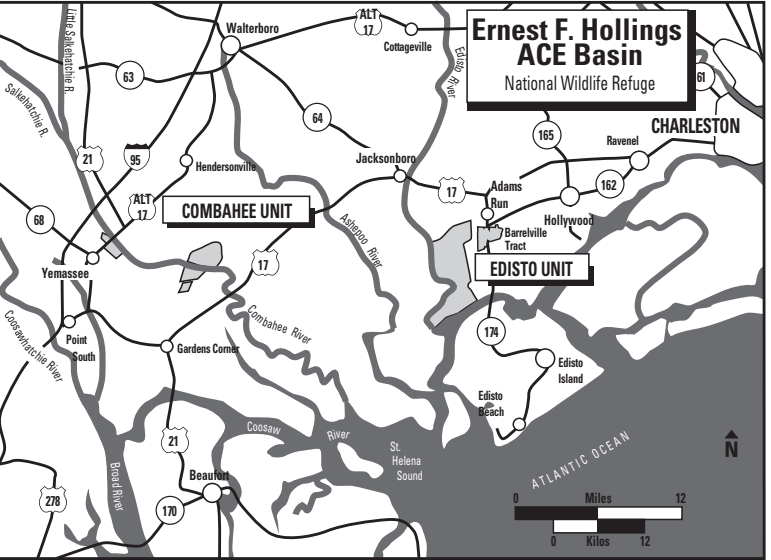 Ernest F. Hollings
ACE Basin
National Wildlife Refuge
Little Salkehatchie R.
Walterboro
ALT
17
Cottageville
Edisto River
61
63
Salkehatchie R.
64
165
Ravenel
CHARLESTON
21
95
Hendersonville
Jacksonboro
17
Adams
Run
162
ALT
17
COMBAHEE UNIT
68
Ashepoo River
Hollywood
Barrelville
Tract
17
EDISTO UNIT
Yemassee
Combahee River
Coosawhatchie River
Point
South
Gardens Corner
174
Edisto
Island
Edisto
Beach
Coosaw
River
St.
Helena
Sound
ATLANTIC OCEAN
N
21
Broad River
Beaufort
278
170
0 Miles 12
0 Kilos 12